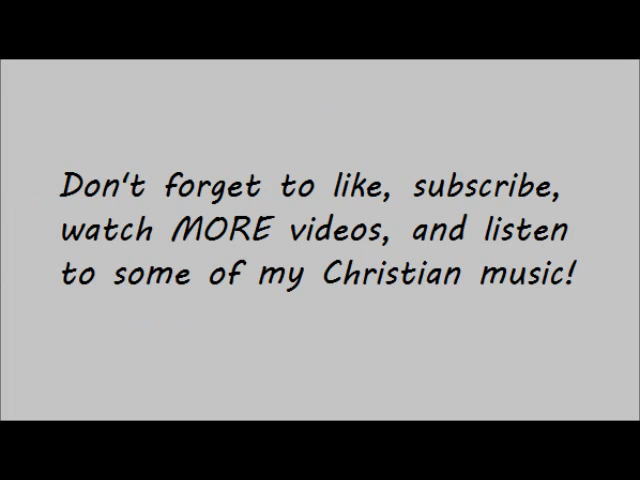 Don't forget to like, subscribe,
watch MORE videos, and listen
to some of my Christian music!